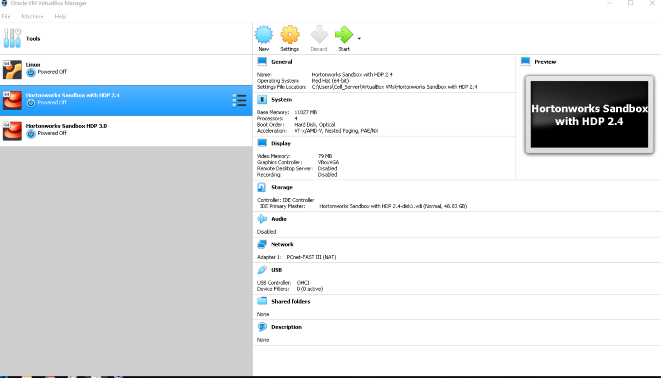 Oracle VM VirtualBox Manager
File Machine Help
Tools
New Settings Discard Start
64
Linux
Powered Off
64
Hortonworks Sandbox with HDP 2.4
Powered Off
64
Hortonworks Sandbox HDP 3.0
Powered Off
General
Name: Hortonworks Sandbox with HDP 2.4
Operating System: Red Hat (64-bit)
Settings File Location: C:\Users\Cell_Server\VirtualBox VMs\Hortonworks Sandbox with HDP 2.4
Preview
Hortonworks Sandbox
with HDP 2.4
System
Base Memory: 11027 MB
Processors: 4
Boot Order: Hard Disk, Optical
Acceleration: VT-x/AMD-V, Nested Paging, PAE/NX
Display
Video Memory: 79 MB
Graphics Controller: VBoxVGA
Remote Desktop Server: Disabled
Recording: Disabled
Storage
Controller: IDE Controller
IDE Primary Master: Hortonworks Sandbox with HDP 2.4-disk1.vdi (Normal, 48.83 GB)
Audio
Disabled
Network
Adapter 1: PCnet-FAST III (NAT)
USB
USB Controller: OHCI
Device Filters: 0 (0 active)
Shared folders
None
Description
None